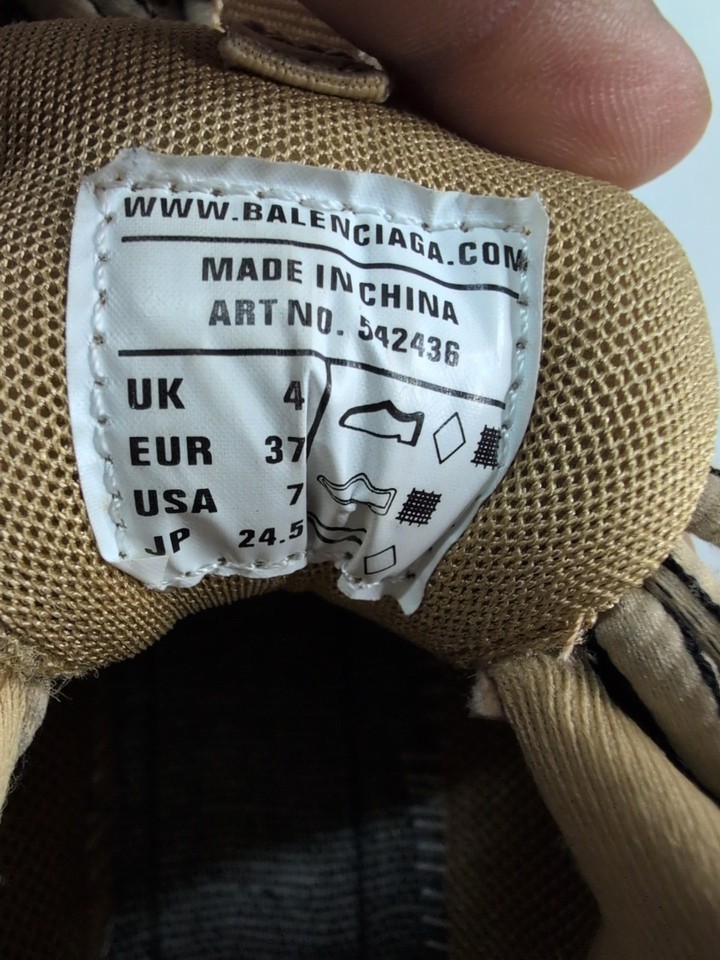 WWW.BALENCIAGA.COM
MADE IN CHINA
ART NO. 542436
UK 4
EUR 37
USA 7
JP 24.5